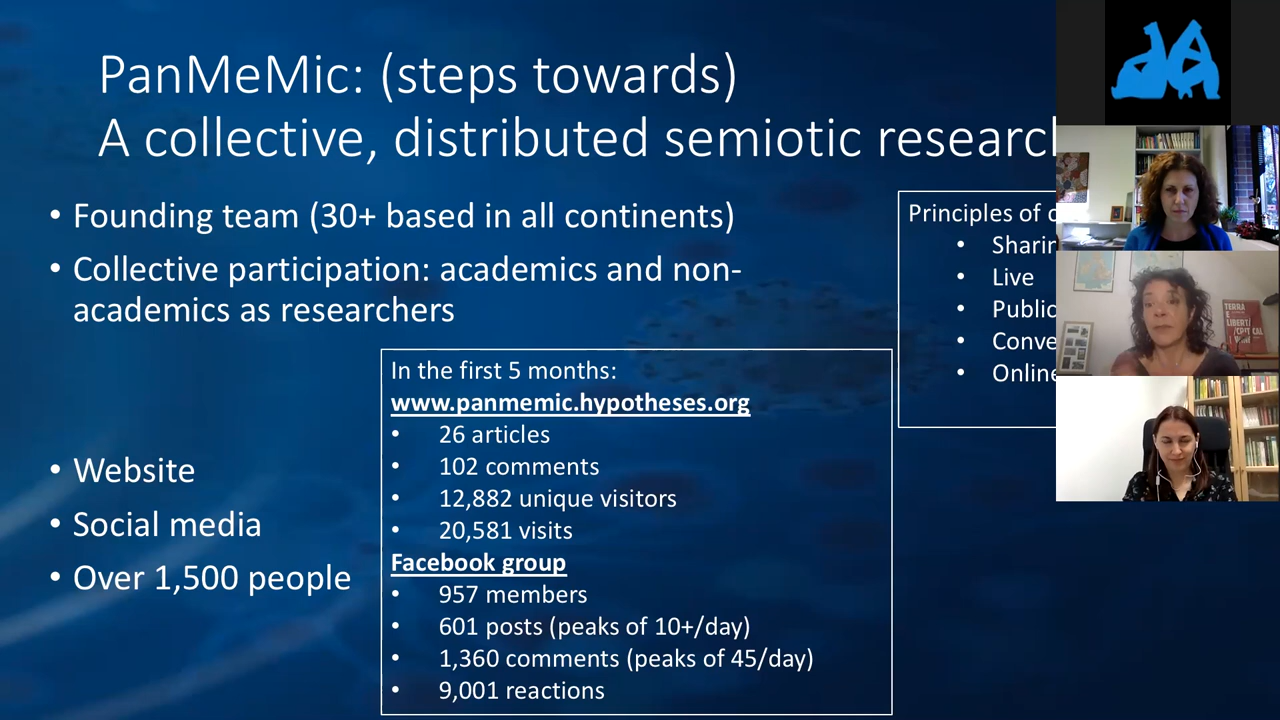 PanMeMic: (steps towards)
A collective, distributed semiotic research
• Founding team (30+ based in all continents)
• Collective participation: academics and non-
academics as researchers
• Website
• Social media
• Over 1,500 people
In the first 5 months:
www.panmemic.hypotheses.org
• 26 articles
• 102 comments
• 12,882 unique visitors
• 20,581 visits
Facebook group
• 957 members
• 601 posts (peaks of 10+/day)
• 1,360 comments (peaks of 45/day)
• 9,001 reactions
Principles of
•
• Live
• Public
•
• Online
TERRA
E
LIBERTÀ/
CRITICAL
WINE